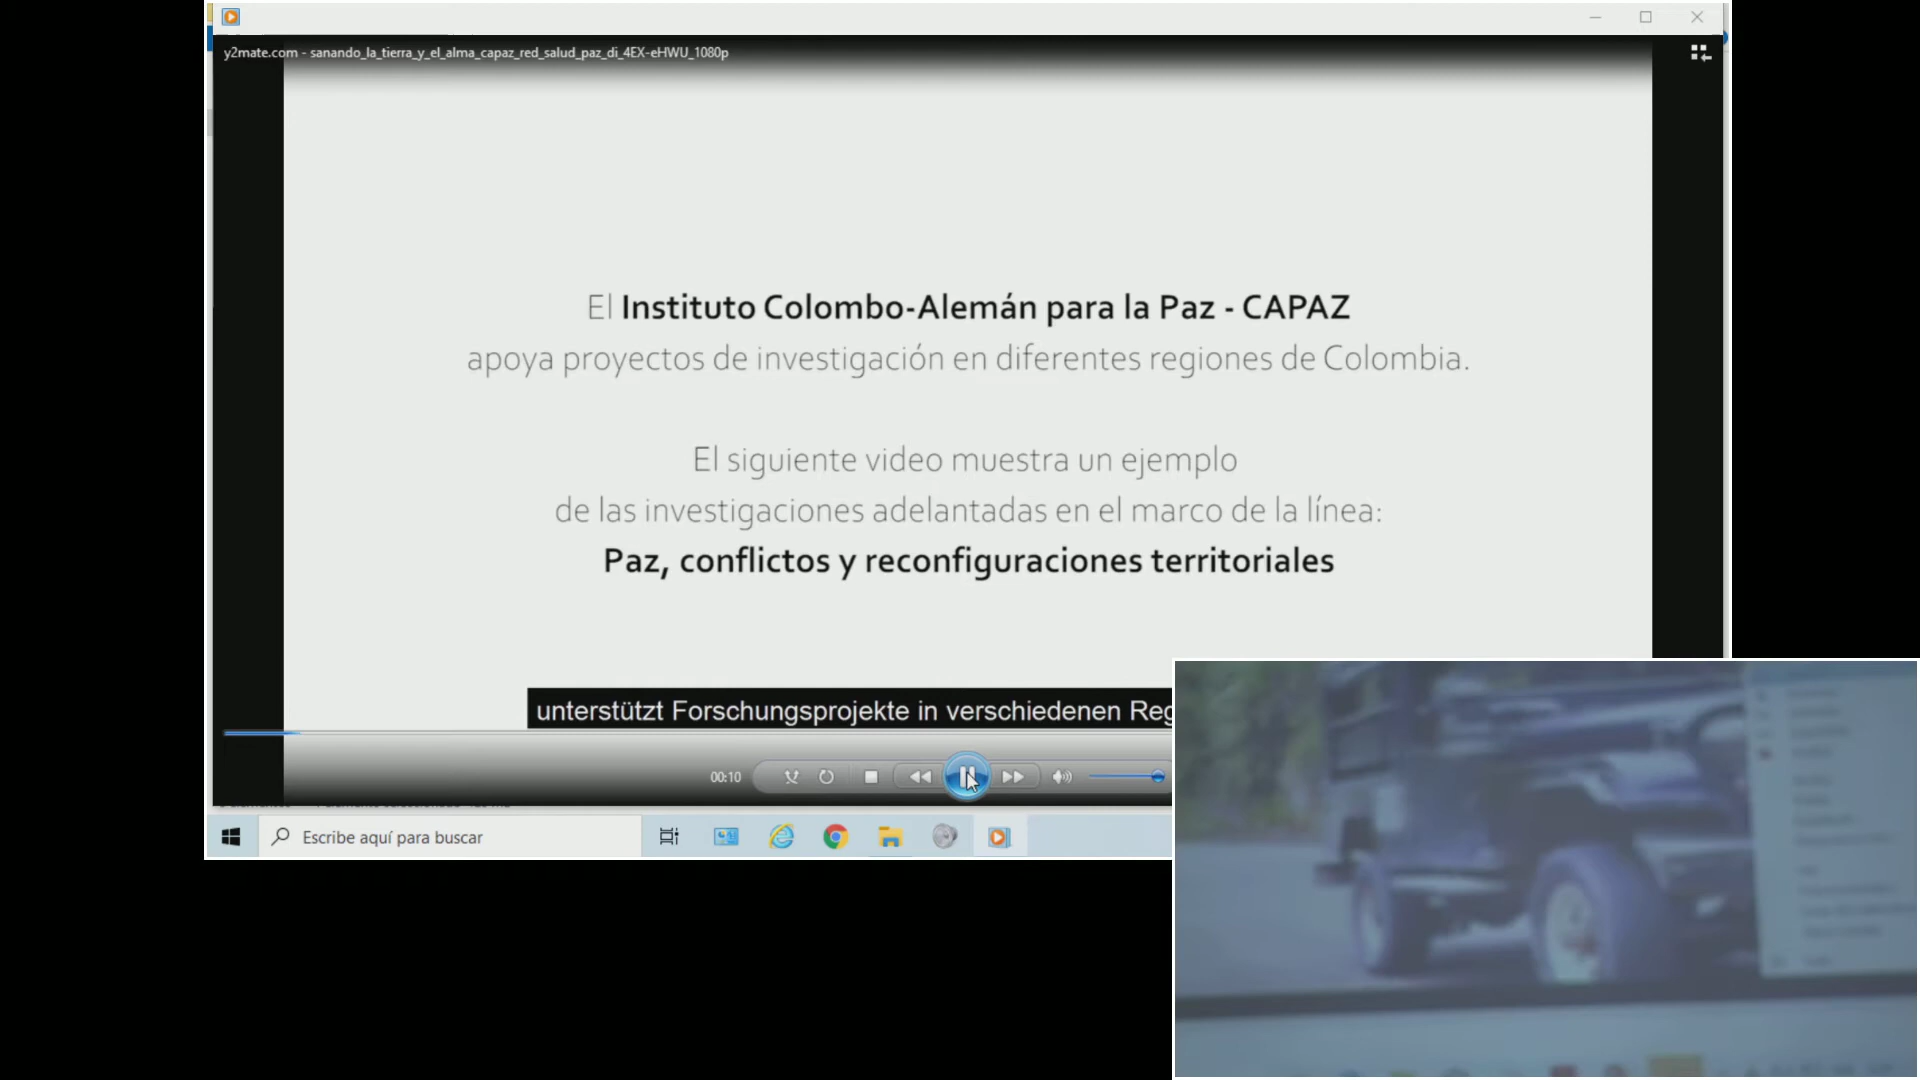 y2mate.com - sanando_la_tierra_y_el_alma_capaz_red_salud_paz_di_4EX-eHWU_1080p
El Instituto Colombo-Alemán para la Paz - CAPAZ
apoya proyectos de investigación en diferentes regiones de Colombia.
El siguiente video muestra un ejemplo
de las investigaciones adelantadas en el marco de la línea:
Paz, conflictos y reconfiguraciones territoriales
unterstützt Forschungsprojekte in verschiedenen Reg
00:10
Escribe aquí para buscar